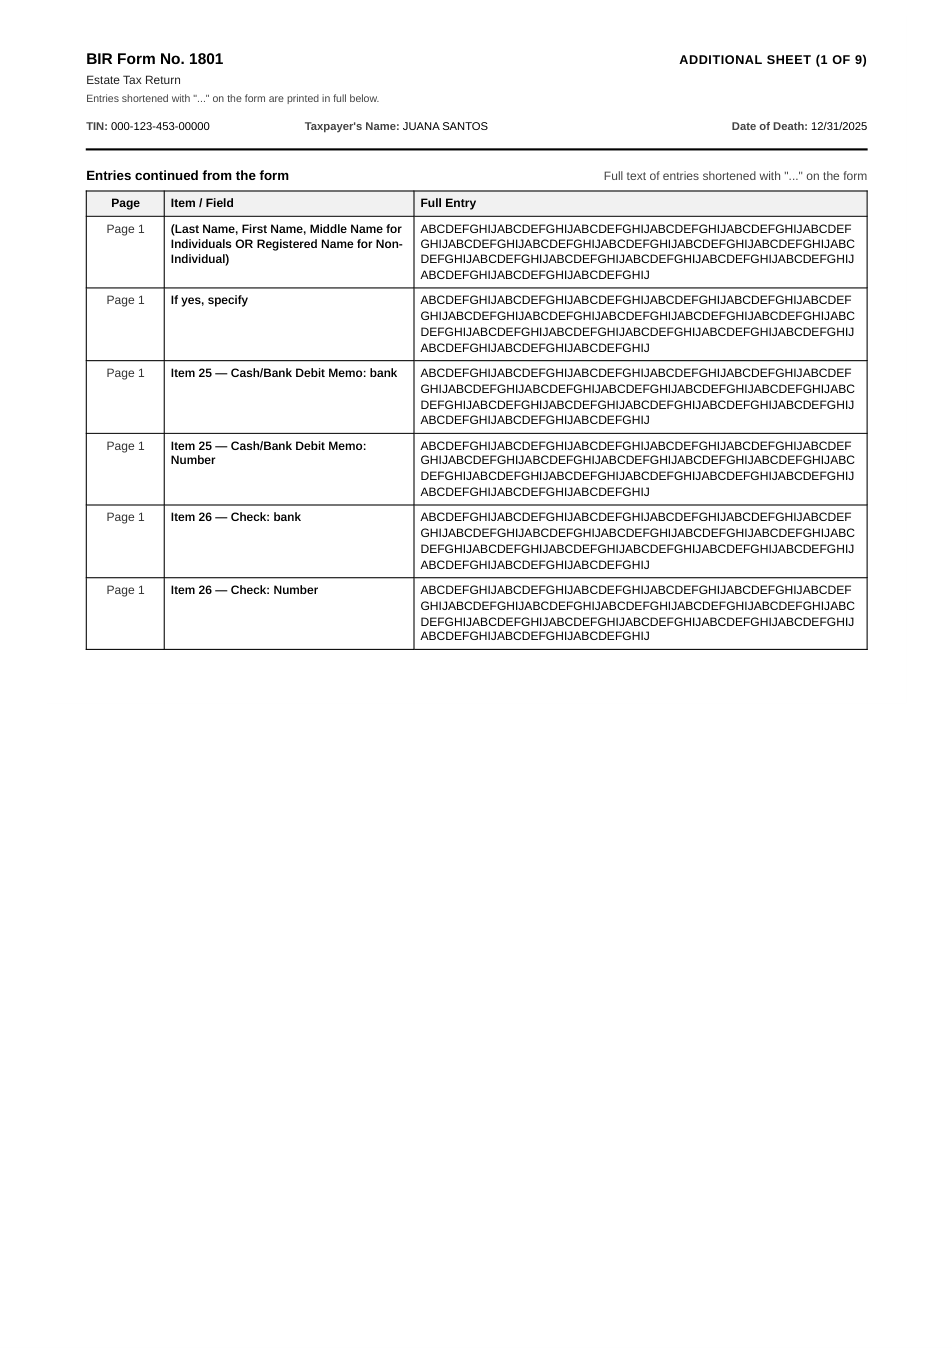 BIR Form No. 1801
ADDITIONAL SHEET (1 OF 9)
Estate Tax Return
Entries shortened with "..." on the form are printed in full below.
TIN: 000-123-453-00000 Taxpayer's Name: JUANA SANTOS Date of Death: 12/31/2025
Entries continued from the form
Full text of entries shortened with "..." on the form
Page Item / Field Full Entry
Page 1
(Last Name, First Name, Middle Name for
Individuals OR Registered Name for Non-
Individual)
ABCDEFGHIJABCDEFGHIJABCDEFGHIJABCDEFGHIJABCDEFGHIJABCDEF
GHIJABCDEFGHIJABCDEFGHIJABCDEFGHIJABCDEFGHIJABCDEFGHIJABC
DEFGHIJABCDEFGHIJABCDEFGHIJABCDEFGHIJABCDEFGHIJABCDEFGHIJ
ABCDEFGHIJABCDEFGHIJABCDEFGHIJ
Page 1
If yes, specify
ABCDEFGHIJABCDEFGHIJABCDEFGHIJABCDEFGHIJABCDEFGHIJABCDEF
GHIJABCDEFGHIJABCDEFGHIJABCDEFGHIJABCDEFGHIJABCDEFGHIJABC
DEFGHIJABCDEFGHIJABCDEFGHIJABCDEFGHIJABCDEFGHIJABCDEFGHIJ
ABCDEFGHIJABCDEFGHIJABCDEFGHIJ
Page 1
Item 25 — Cash/Bank Debit Memo: bank
ABCDEFGHIJABCDEFGHIJABCDEFGHIJABCDEFGHIJABCDEFGHIJABCDEF
GHIJABCDEFGHIJABCDEFGHIJABCDEFGHIJABCDEFGHIJABCDEFGHIJABC
DEFGHIJABCDEFGHIJABCDEFGHIJABCDEFGHIJABCDEFGHIJABCDEFGHIJ
ABCDEFGHIJABCDEFGHIJABCDEFGHIJ
Page 1
Item 25 — Cash/Bank Debit Memo:
Number
ABCDEFGHIJABCDEFGHIJABCDEFGHIJABCDEFGHIJABCDEFGHIJABCDEF
GHIJABCDEFGHIJABCDEFGHIJABCDEFGHIJABCDEFGHIJABCDEFGHIJABC
DEFGHIJABCDEFGHIJABCDEFGHIJABCDEFGHIJABCDEFGHIJABCDEFGHIJ
ABCDEFGHIJABCDEFGHIJABCDEFGHIJ
Page 1
Item 26 — Check: bank
ABCDEFGHIJABCDEFGHIJABCDEFGHIJABCDEFGHIJABCDEFGHIJABCDEF
GHIJABCDEFGHIJABCDEFGHIJABCDEFGHIJABCDEFGHIJABCDEFGHIJABC
DEFGHIJABCDEFGHIJABCDEFGHIJABCDEFGHIJABCDEFGHIJABCDEFGHIJ
ABCDEFGHIJABCDEFGHIJABCDEFGHIJ
Page 1
Item 26 — Check: Number
ABCDEFGHIJABCDEFGHIJABCDEFGHIJABCDEFGHIJABCDEFGHIJABCDEF
GHIJABCDEFGHIJABCDEFGHIJABCDEFGHIJABCDEFGHIJABCDEFGHIJABC
DEFGHIJABCDEFGHIJABCDEFGHIJABCDEFGHIJABCDEFGHIJABCDEFGHIJ
ABCDEFGHIJABCDEFGHIJABCDEFGHIJ